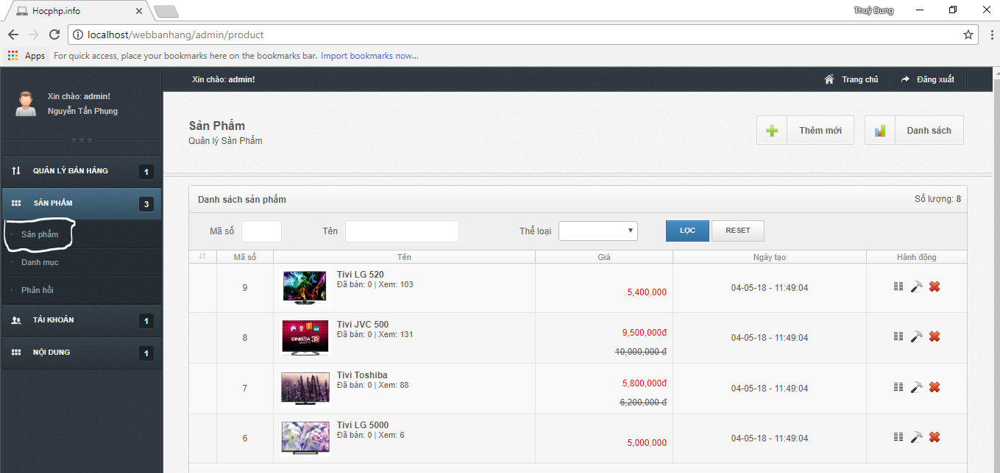 Hocphp.info
Thuỳ Dung
localhost/webbanhang/admin/product
Apps For quick access, place your bookmarks here on the bookmarks bar. Import bookmarks now...
Xin chào: admin!
Nguyễn Tấn Phụng
Xin chào: admin!
Trang chủ
Đăng xuất
QUẢN LÝ BÁN HÀNG 1
SẢN PHẨM 3
Sản phẩm
Danh mục
Phản hồi
TÀI KHOẢN 1
NỘI DUNG 1
Sản Phẩm
Quản lý Sản Phẩm
Thêm mới
Danh sách
Danh sách sản phẩm
Số lượng: 8
Mã số Tên Thể loại LỌC RESET
Mã số Tên Giá Ngày tạo Hành động
9 Tivi LG 520
Đã bán: 0 | Xem: 103
5,400,000 04-05-18 - 11:49:04
8 Tivi JVC 500
Đã bán: 0 | Xem: 131
9,500,000đ
10,000,000 đ
04-05-18 - 11:49:04
CINEMA 3D
7 Tivi Toshiba
Đã bán: 0 | Xem: 88
5,800,000đ
6,200,000 đ
04-05-18 - 11:49:04
6 Tivi LG 5000
Đã bán: 0 | Xem: 6
5,000,000 04-05-18 - 11:49:04